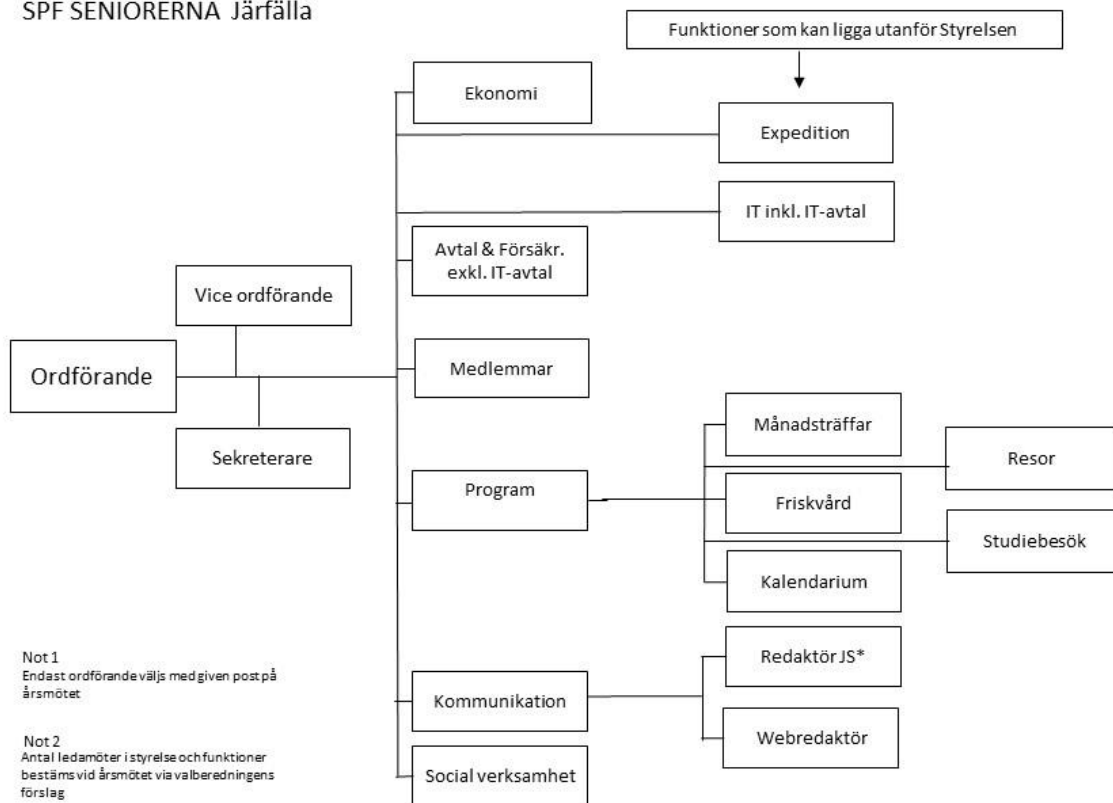 SPF SENIORERNA Järfälla
Funktioner som kan ligga utanför Styrelsen
Ekonomi
Expedition
IT inkl. IT-avtal
Avtal & Försäkr.
exkl. IT-avtal
Vice ordförande
Ordförande
Medlemmar
Sekreterare
Månadsträffar
Resor
Program
Friskvård
Studiebesök
Kalendarium
Redaktör JS*
Kommunikation
Webredaktör
Social verksamhet
Not 1
Endast ordförande väljs med given post på
årsmötet
Not 2
Antal ledamöter i styrelse och funktioner
bestäms vid årsmötet via valberedningens
förslag